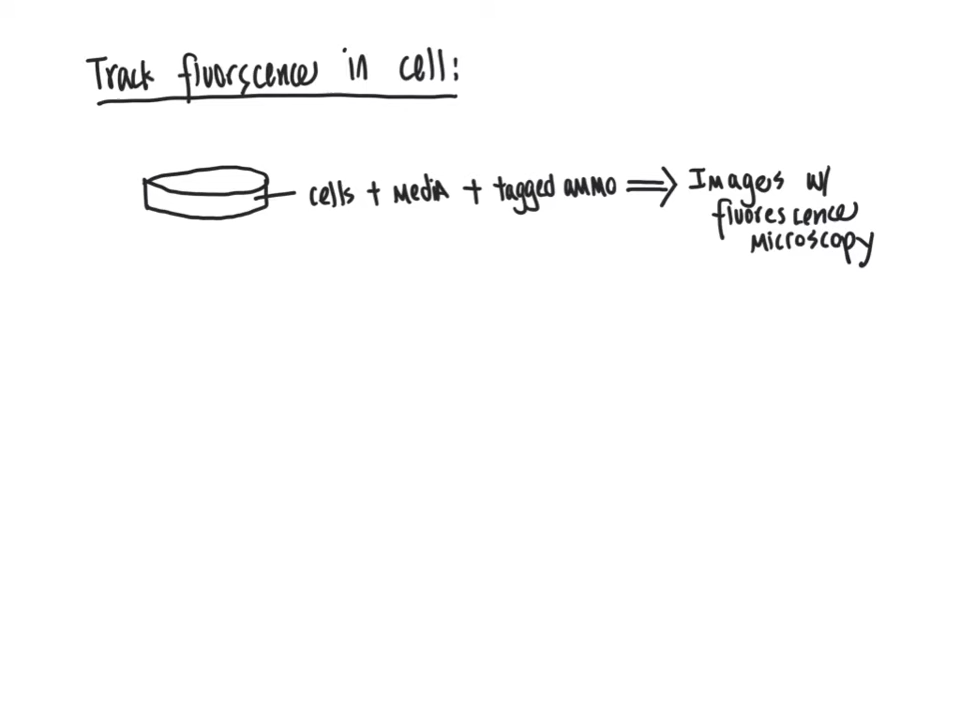 Track fluorscence in cell:
cells + media + tagged ammo => Images w/
fluorescence
microscopy